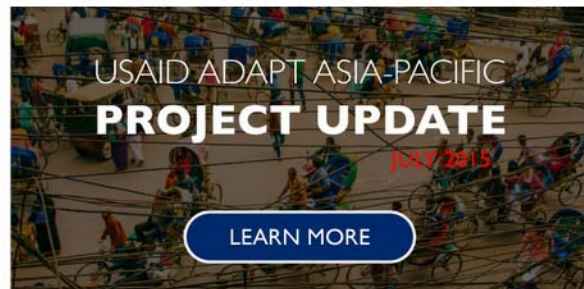 USAID ADAPT ASIA-PACIFIC
PROJECT UPDATE
JULY 2015
LEARN MORE